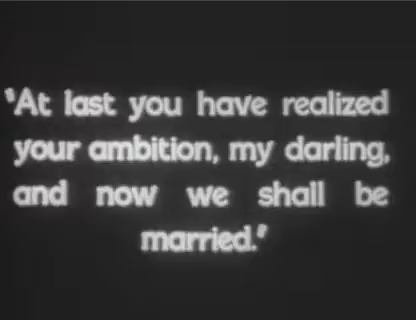 'At last you have realized
your ambition, my darling,
and now we shall be
married.'